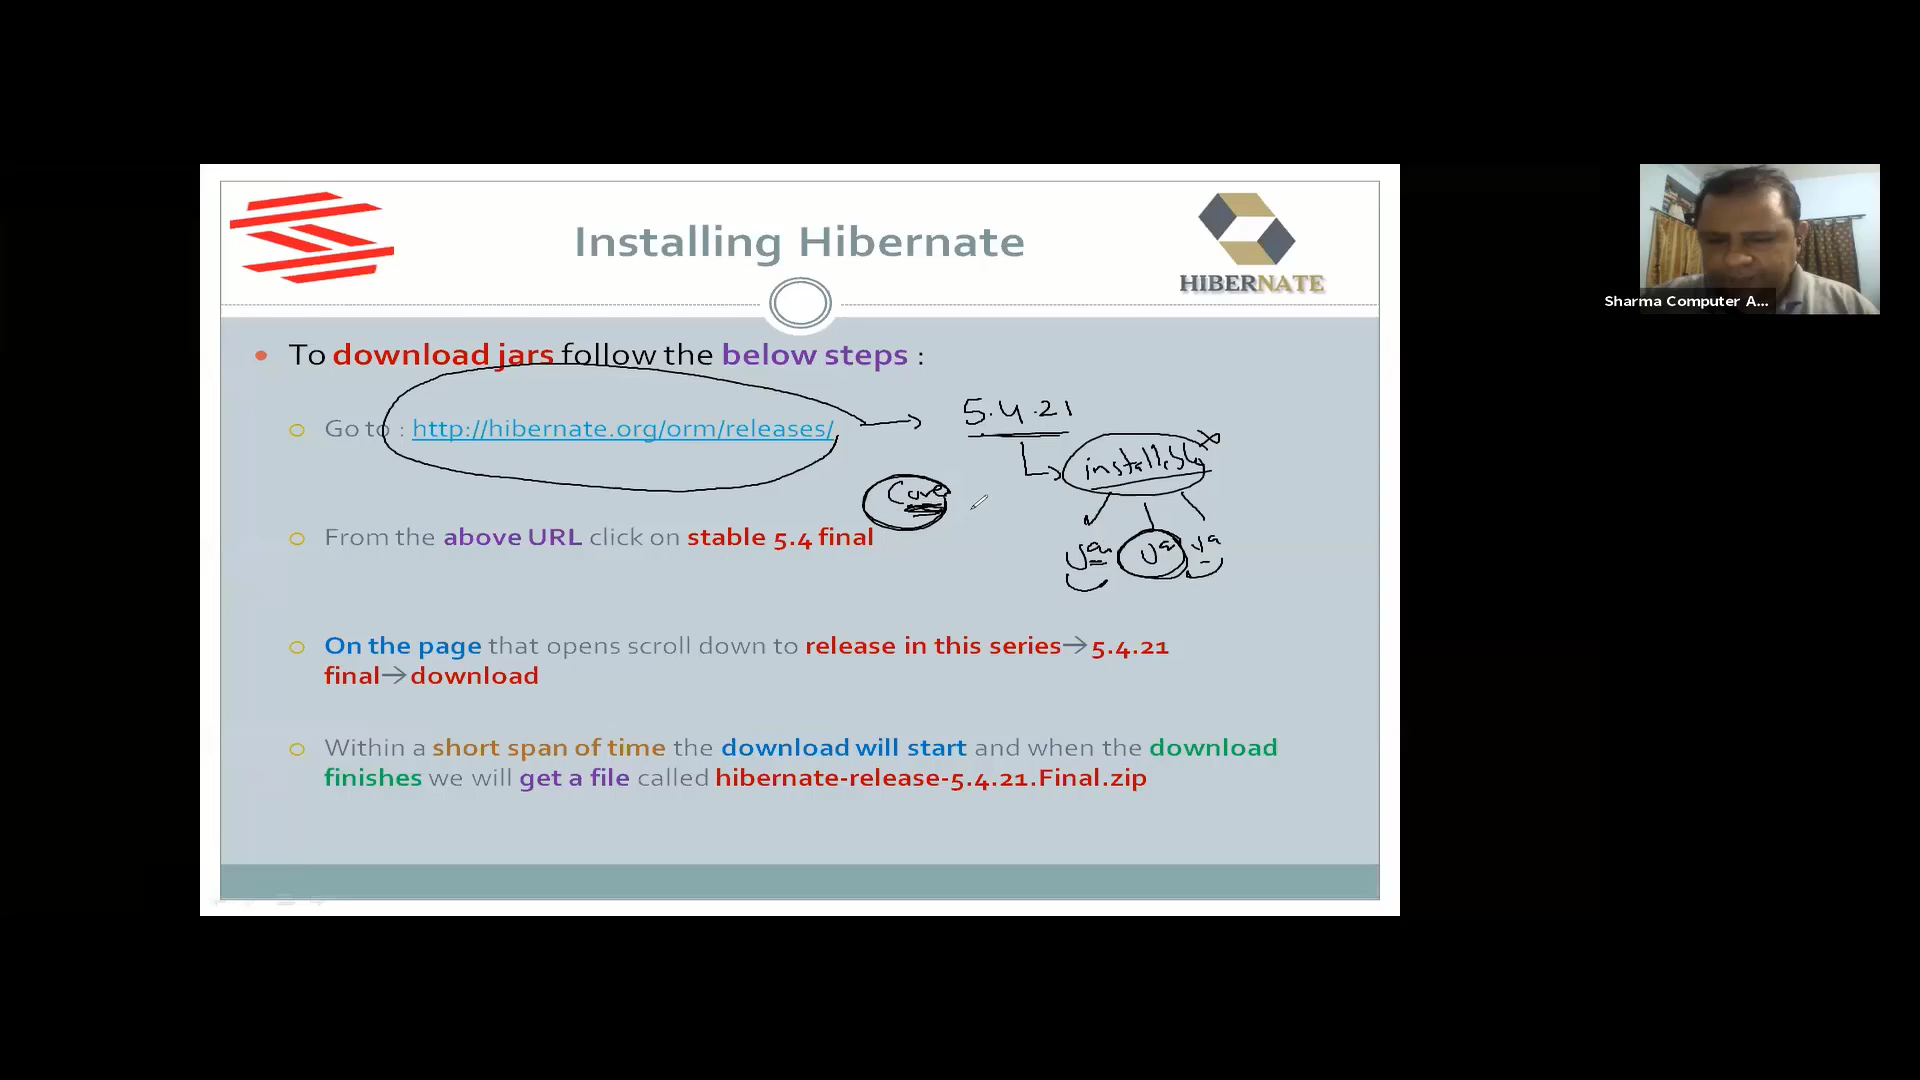 Installing Hibernate
HIBERNATE
Sharma Computer A...
To download jars follow the below steps :
Go to : http://hibernate.org/orm/releases/
5.4.21
installible
Core
From the above URL click on stable 5.4 final
On the page that opens scroll down to release in this series→5.4.21
final→download
Within a short span of time the download will start and when the download
finishes we will get a file called hibernate-release-5.4.21.Final.zip